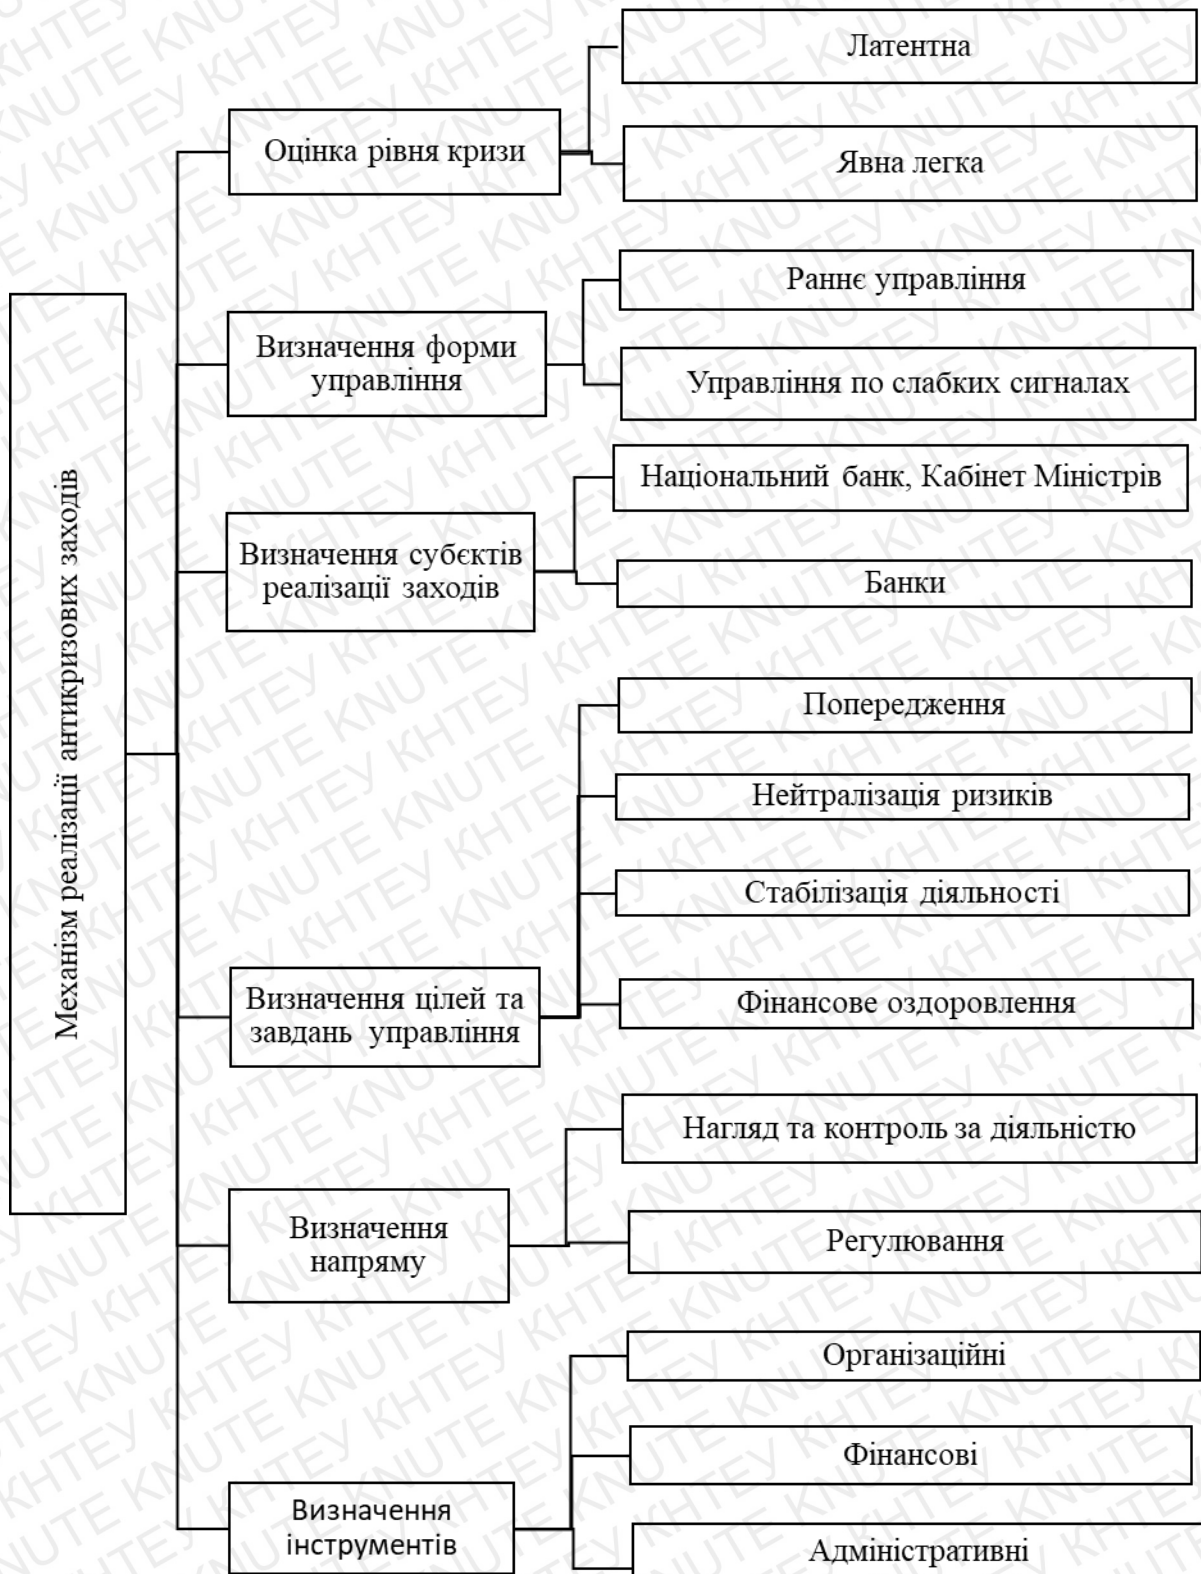 Механізм реалізації антикризових заходів
Оцінка рівня кризи
Латентна
Явна легка
Визначення форми
управління
Раннє управління
Управління по слабких сигналах
Визначення субєктів
реалізації заходів
Національний банк, Кабінет Міністрів
Банки
Визначення цілей та
завдань управління
Попередження
Нейтралізація ризиків
Стабілізація діяльності
Фінансове оздоровлення
Визначення
напряму
Нагляд та контроль за діяльністю
Регулювання
Визначення
інструментів
Організаційні
Фінансові
Адміністративні